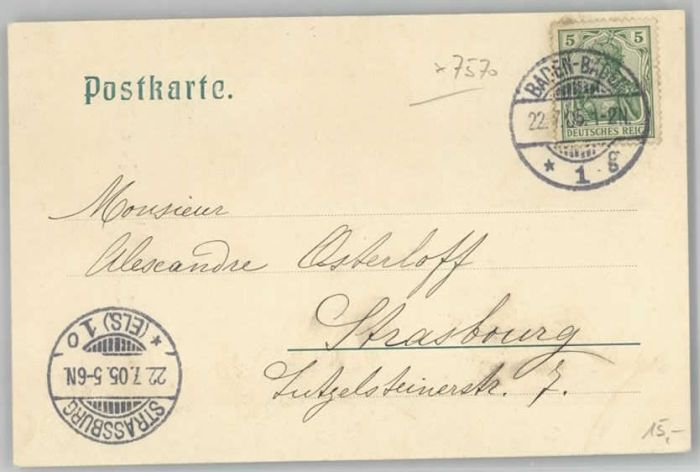 Postkarte.
*7570
5 5
DEUTSCHES REICH
BADEN-BADEN
22.7.05.1-2N.
* 1 g
Monsieur
Alexandre Osterloff
Strasbourg
Lutzelsteinerstr. 7.
STRASSBURG
22.7.05.5-6N.
* (ELS) 1 o
15,-